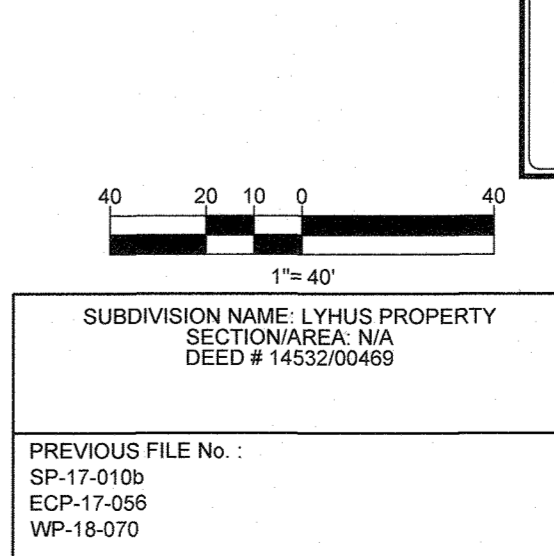 40 20 10 0 40
1"= 40'
SUBDIVISION NAME: LYHUS PROPERTY
SECTION/AREA: N/A
DEED # 14532/00469
PREVIOUS FILE No. :
SP-17-010b
ECP-17-056
WP-18-070